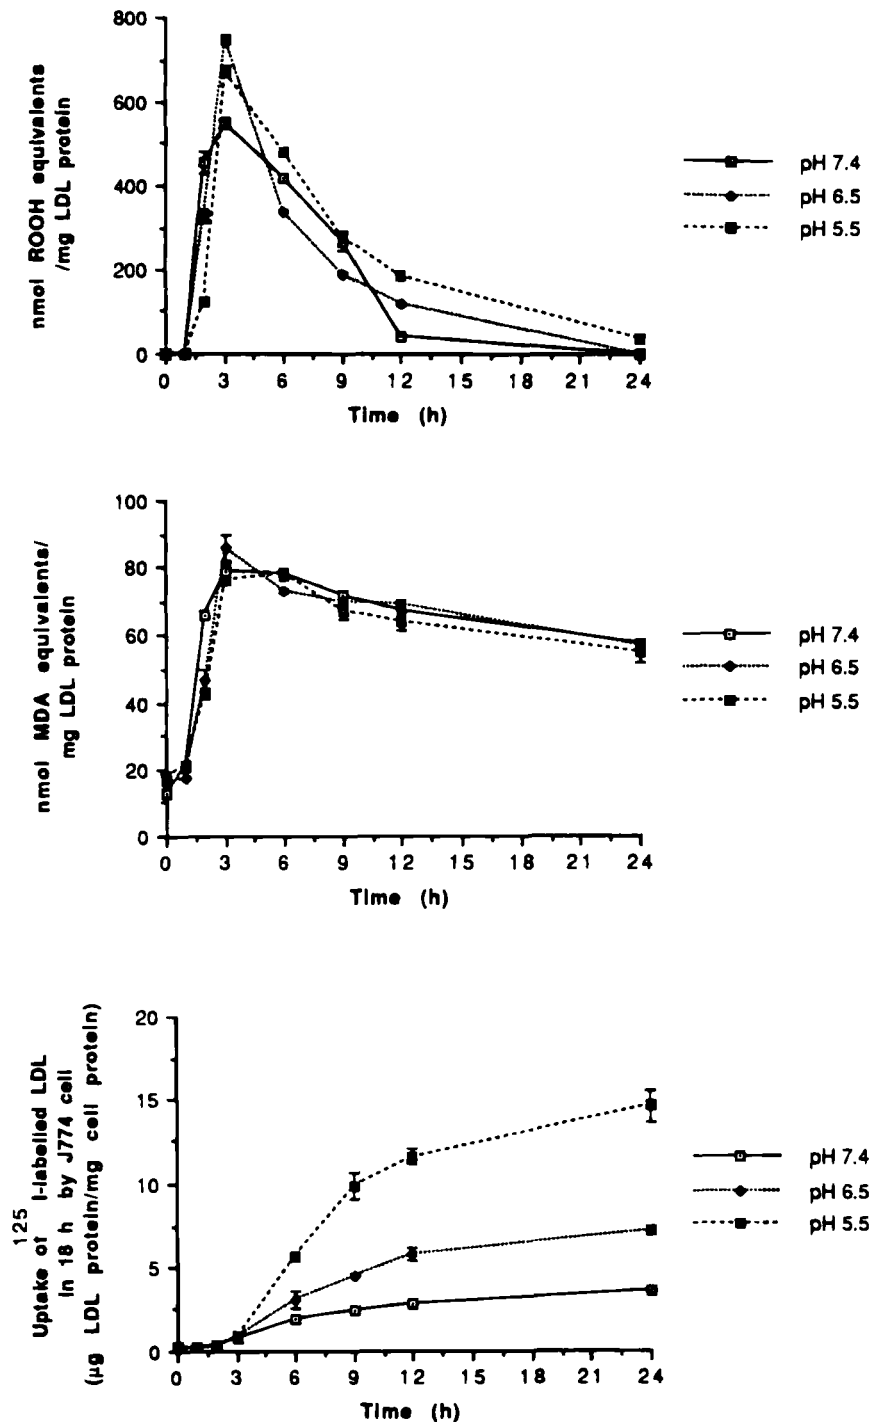 800
600
400
200
0
nmol ROOH equivalents
/mg LDL protein
0 3 6 9 12 15 18 21 24
Time (h)
pH 7.4
pH 6.5
pH 5.5
100
80
60
40
20
0
nmol MDA equivalents/
mg LDL protein
0 3 6 9 12 15 18 21 24
Time (h)
pH 7.4
pH 6.5
pH 5.5
20
15
10
5
0
125
Uptake of I-labelled LDL
in 18 h by J774 cell
(µg LDL protein/mg cell protein)
0 3 6 9 12 15 18 21 24
Time (h)
pH 7.4
pH 6.5
pH 5.5